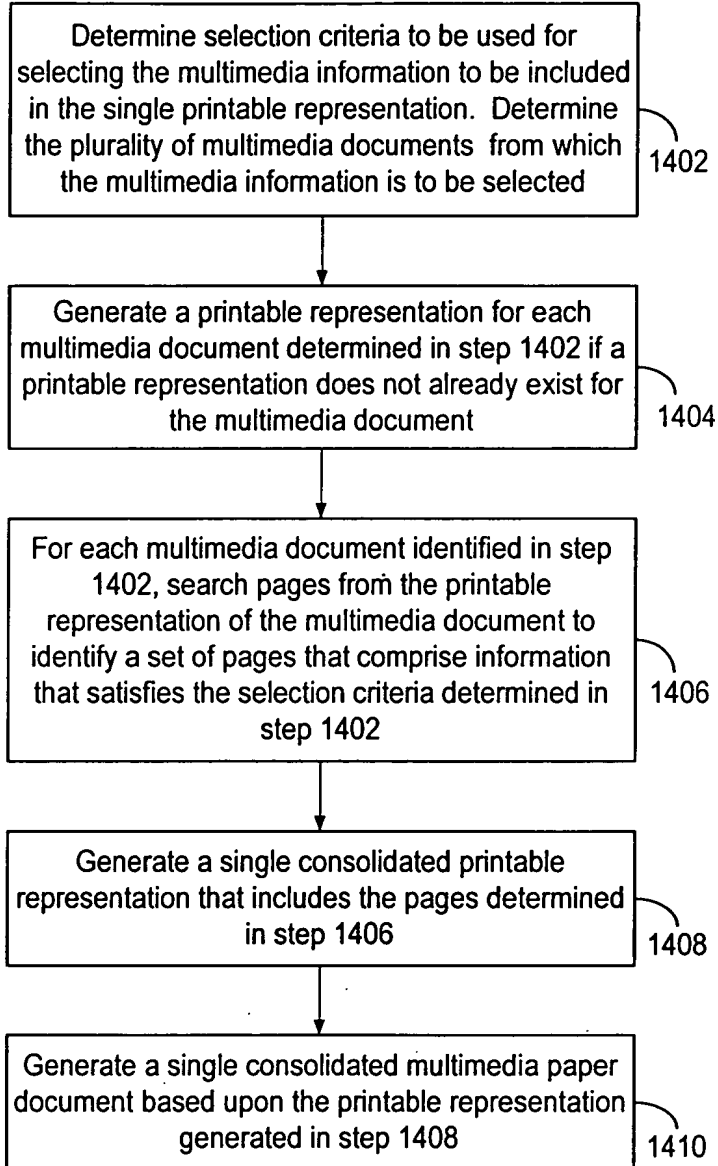 Determine selection criteria to be used for
selecting the multimedia information to be included
in the single printable representation. Determine
the plurality of multimedia documents from which
the multimedia information is to be selected
1402
Generate a printable representation for each
multimedia document determined in step 1402 if a
printable representation does not already exist for
the multimedia document
1404
For each multimedia document identified in step
1402, search pages from the printable
representation of the multimedia document to
identify a set of pages that comprise information
that satisfies the selection criteria determined in
step 1402
1406
Generate a single consolidated printable
representation that includes the pages determined
in step 1406
1408
Generate a single consolidated multimedia paper
document based upon the printable representation
generated in step 1408
1410